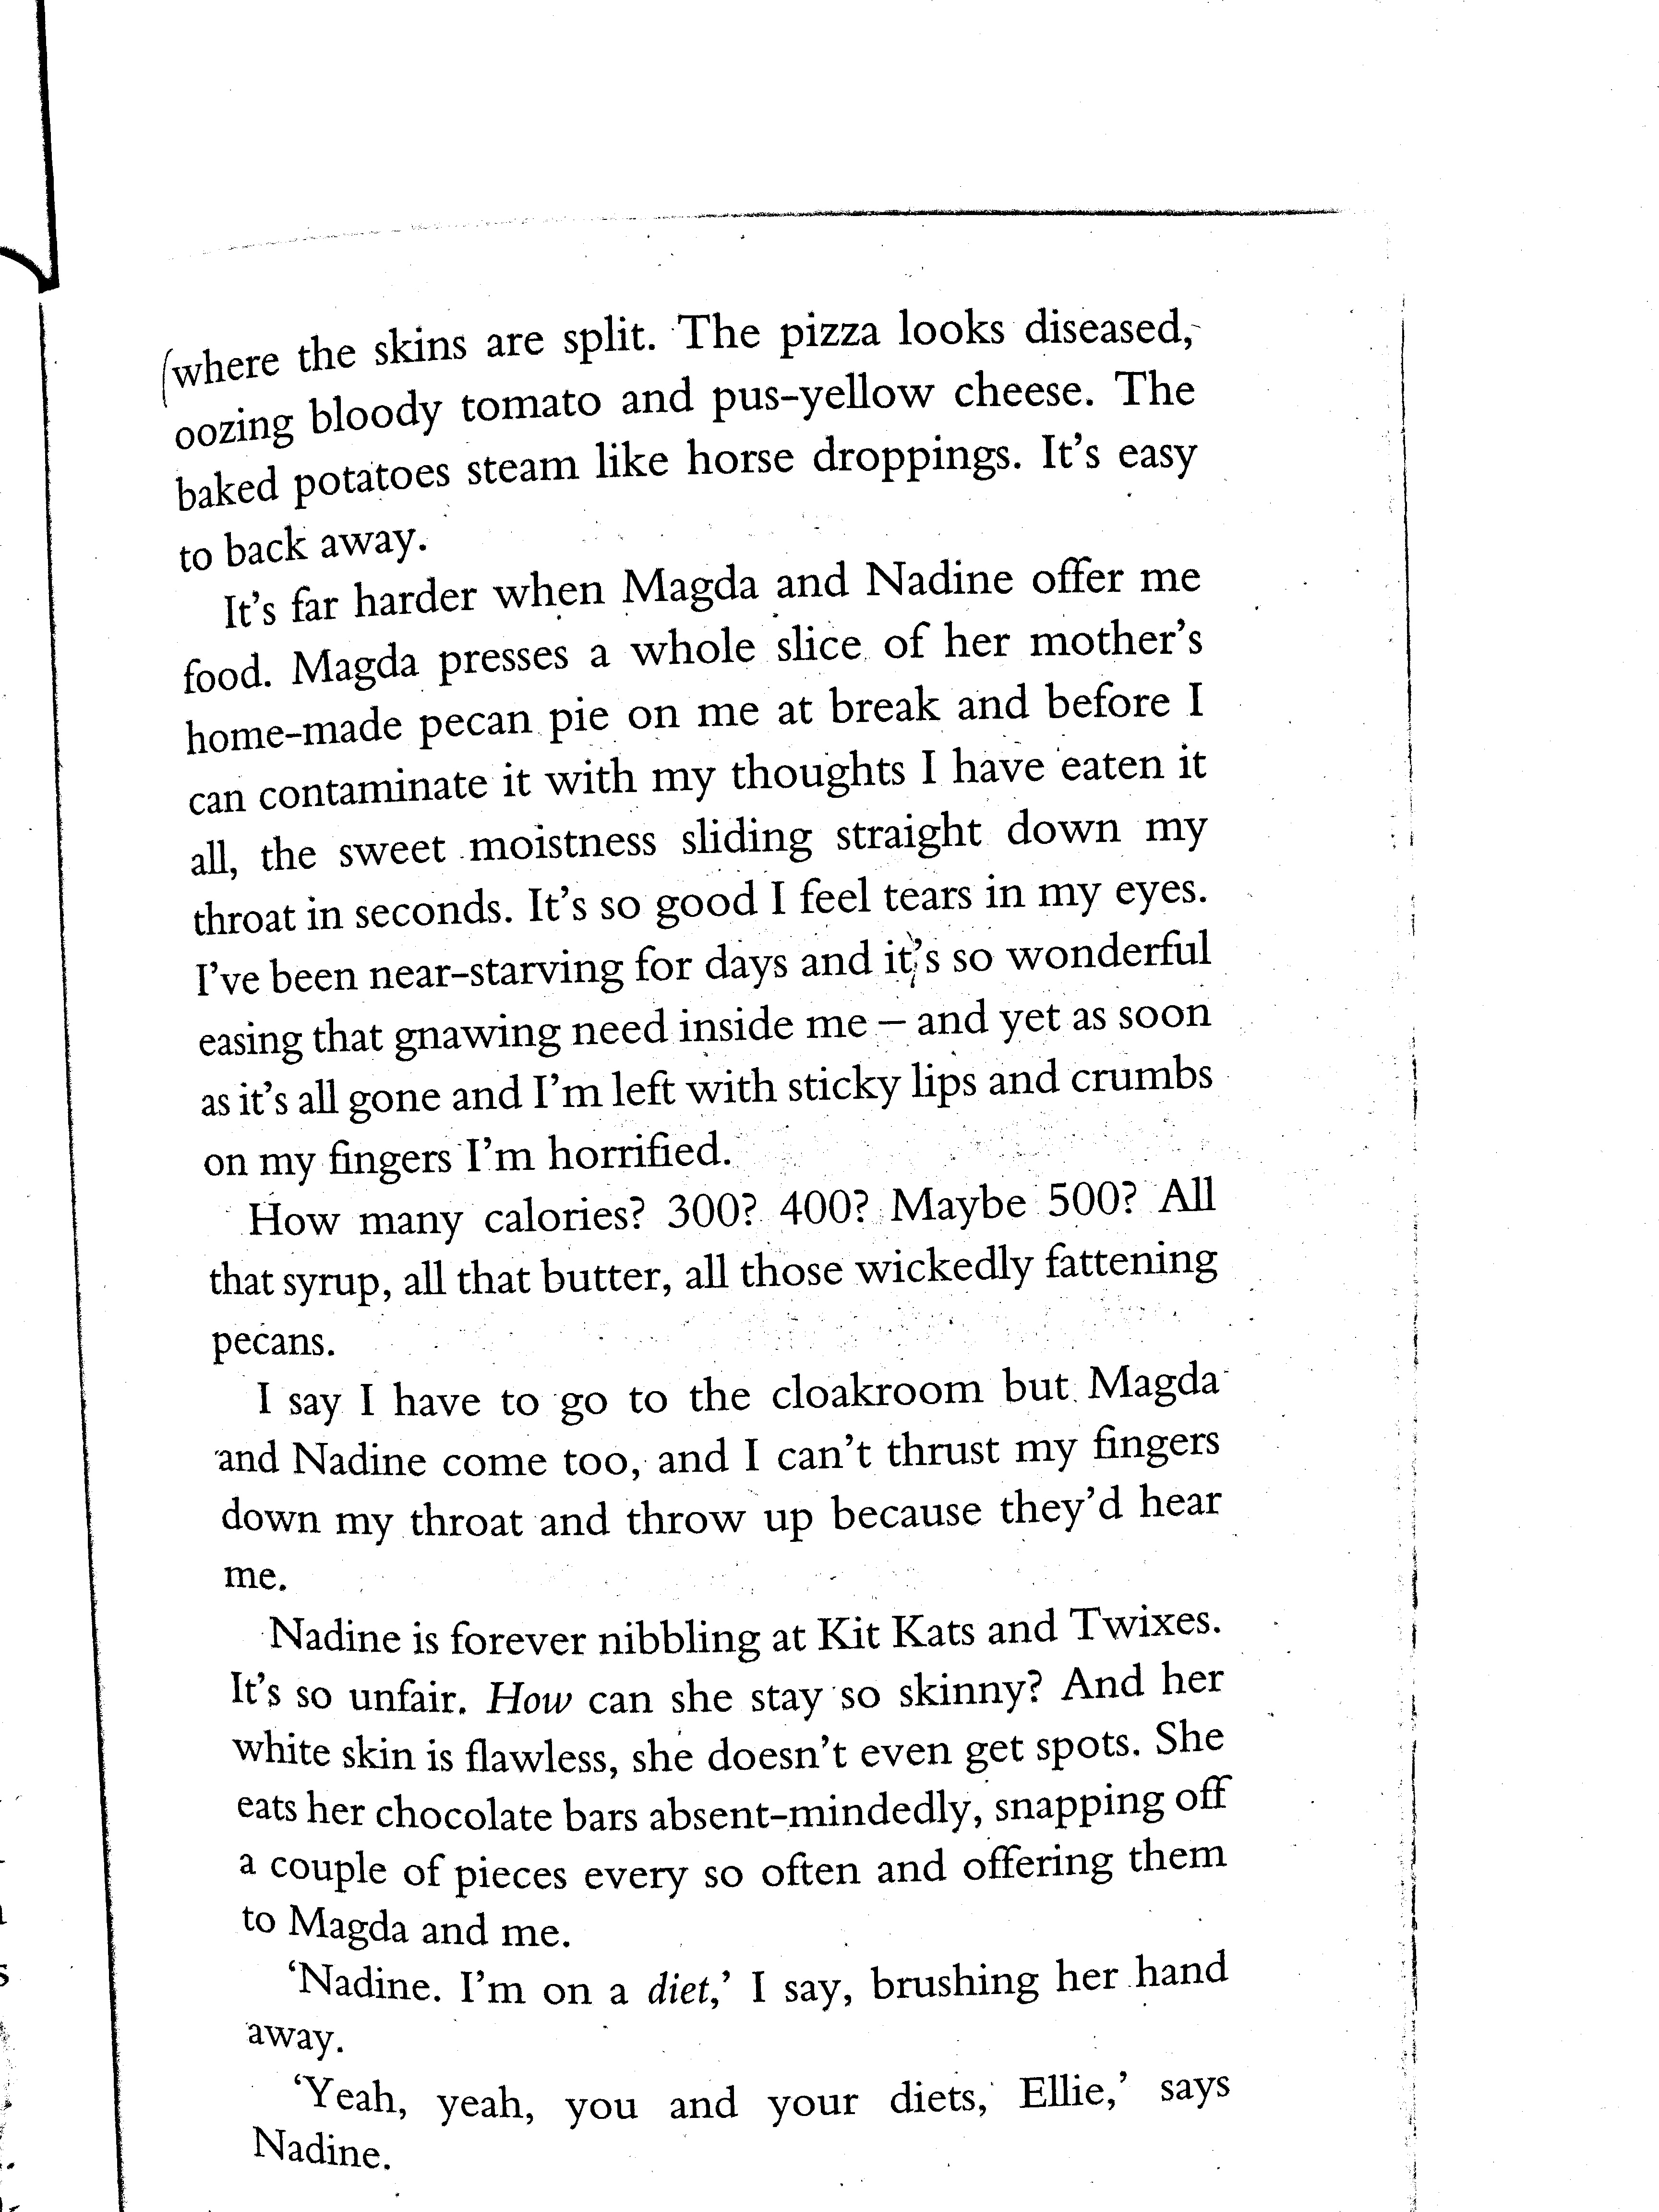 where the skins are split. The pizza looks diseased,
oozing bloody tomato and pus-yellow cheese. The
baked potatoes steam like horse droppings. It's easy
to back away.
It's far harder when Magda and Nadine offer me
food. Magda presses a whole slice of her mother's
home-made pecan pie on me at break and before I
can contaminate it with my thoughts I have eaten it
all, the sweet moistness sliding straight down my
throat in seconds. It's so good I feel tears in my eyes.
I've been near-starving for days and it's so wonderful
easing that gnawing need inside me – and yet as soon
as it's all gone and I'm left with sticky lips and crumbs
on my fingers I'm horrified.
How many calories? 300? 400? Maybe 500? All
that syrup, all that butter, all those wickedly fattening
pecans.
I say I have to go to the cloakroom but Magda
and Nadine come too, and I can't thrust my fingers
down my throat and throw up because they'd hear
me.
Nadine is forever nibbling at Kit Kats and Twixes.
It's so unfair. How can she stay so skinny? And her
white skin is flawless, she doesn't even get spots. She
eats her chocolate bars absent-mindedly, snapping off
a couple of pieces every so often and offering them
to Magda and me.
‘Nadine. I'm on a diet,’ I say, brushing her hand
away.
‘Yeah, yeah, you and your diets, Ellie,’ says
Nadine.